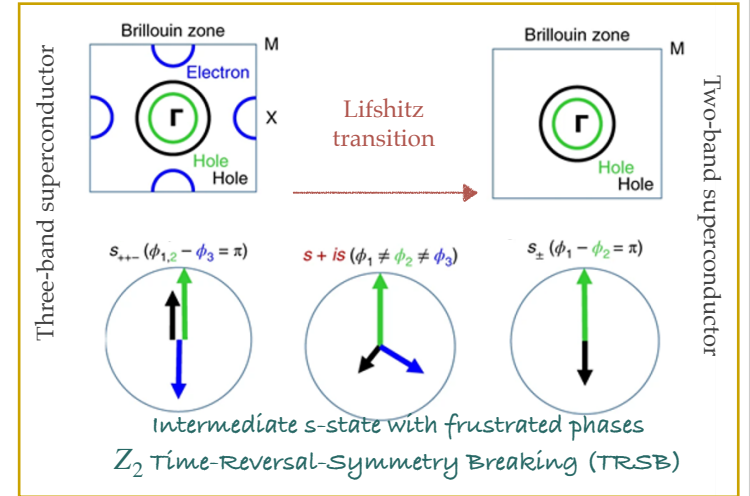 Three-band superconductor
Brillouin zone
M
Electron
Γ
X
Hole
Hole
Lifshitz
transition
Brillouin zone
M
Γ
Hole
Hole
Two-band superconductor
s₊₊₋ (ϕ₁,₂ − ϕ₃ = π)
s + is (ϕ₁ ≠ ϕ₂ ≠ ϕ₃)
s± (ϕ₁ − ϕ₂ = π)
Intermediate s-state with frustrated phases
Z₂ Time-Reversal-Symmetry Breaking (TRSB)